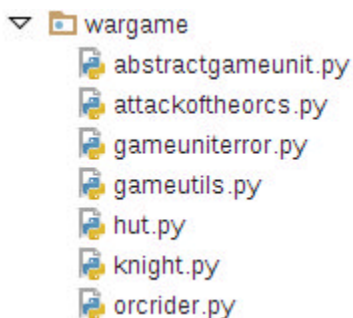 wargame
abstractgameunit.py
attackoftheorcs.py
gameuniterror.py
gameutils.py
hut.py
knight.py
orcrider.py